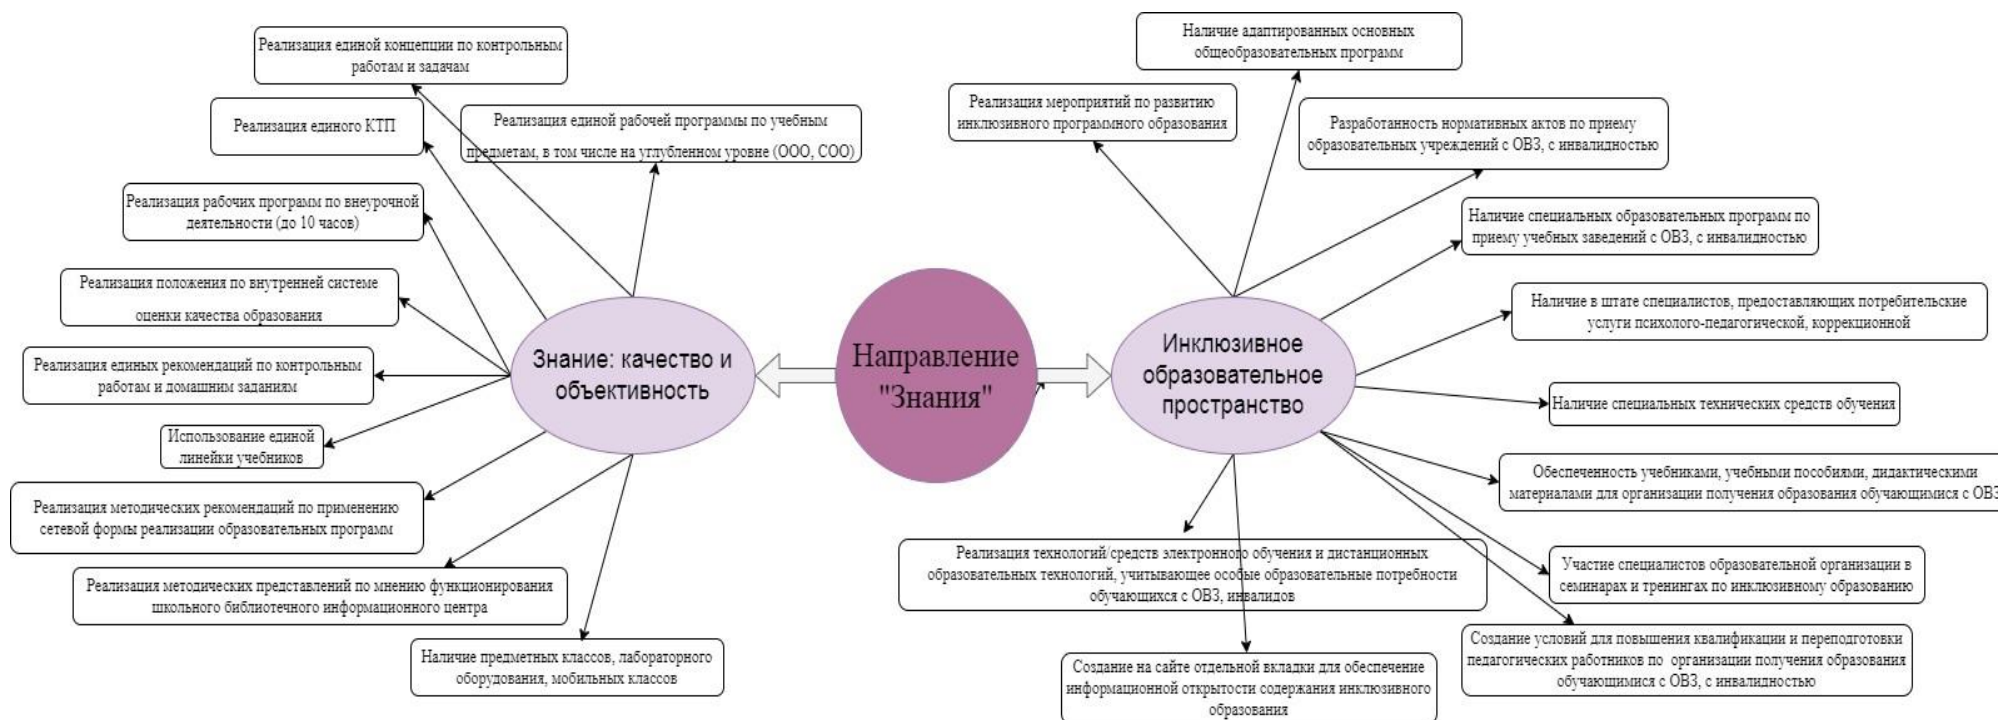 Реализация единой концепции по контрольным
работам и задачам
Реализация единого КТП
Реализация единой рабочей программы по учебным
предметам, в том числе на углубленном уровне (ООО, СОО)
Реализация рабочих программ по внеурочной
деятельности (до 10 часов)
Реализация положения по внутренней системе
оценки качества образования
Реализация единых рекомендаций по контрольным
работам и домашним заданиям
Использование единой
линейки учебников
Реализация методических рекомендаций по применению
сетевой формы реализации образовательных программ
Реализация методических представлений по мнению функционирования
школьного библиотечного информационного центра
Наличие предметных классов, лабораторного
оборудования, мобильных классов
Знание: качество и
объективность
Направление
"Знания"
Инклюзивное
образовательное
пространство
Наличие адаптированных основных
общеобразовательных программ
Реализация мероприятий по развитию
инклюзивного программного образования
Разработанность нормативных актов по приему
образовательных учреждений с ОВЗ, с инвалидностью
Наличие специальных образовательных программ по
приему учебных заведений с ОВЗ, с инвалидностью
Наличие в штате специалистов, предоставляющих потребительские
услуги психолого-педагогической, коррекционной
Наличие специальных технических средств обучения
Обеспеченность учебниками, учебными пособиями, дидактическими
материалами для организации получения образования обучающимися с ОВЗ
Участие специалистов образовательной организации в
семинарах и тренингах по инклюзивному образованию
Создание условий для повышения квалификации и переподготовки
педагогических работников по организации получения образования
обучающимися с ОВЗ, с инвалидностью
Реализация технологий/средств электронного обучения и дистанционных
образовательных технологий, учитывающее особые образовательные потребности
обучающихся с ОВЗ, инвалидов
Создание на сайте отдельной вкладки для обеспечение
информационной открытости содержания инклюзивного
образования